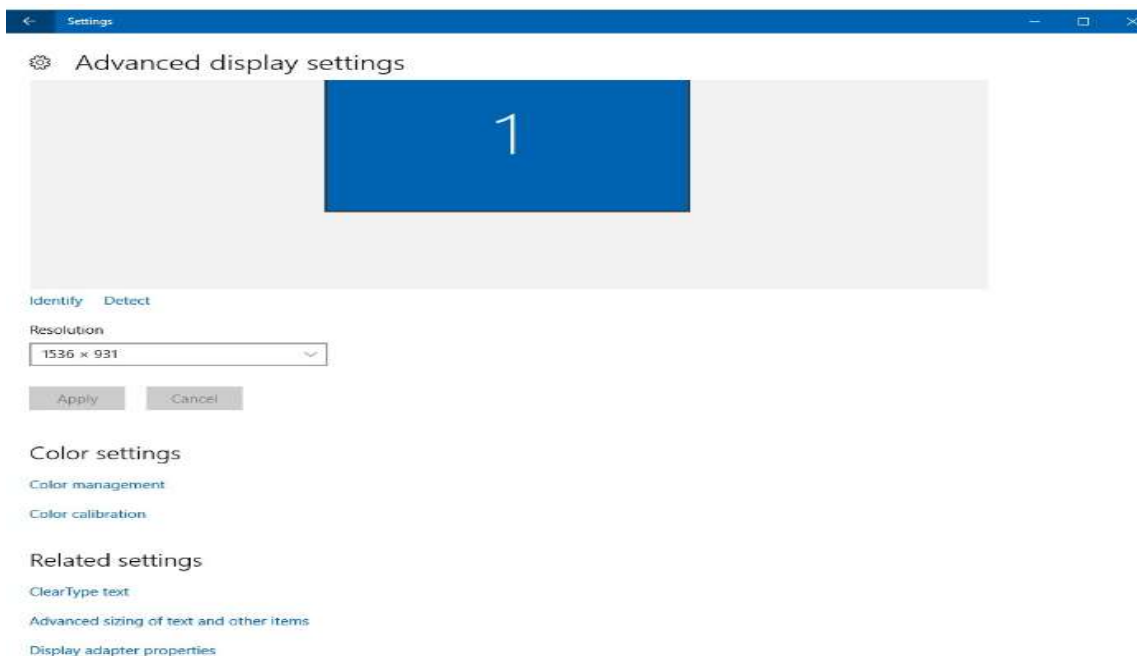 Settings
Advanced display settings
1
Identify Detect
Resolution
1536 × 931
Apply Cancel
Color settings
Color management
Color calibration
Related settings
ClearType text
Advanced sizing of text and other items
Display adapter properties